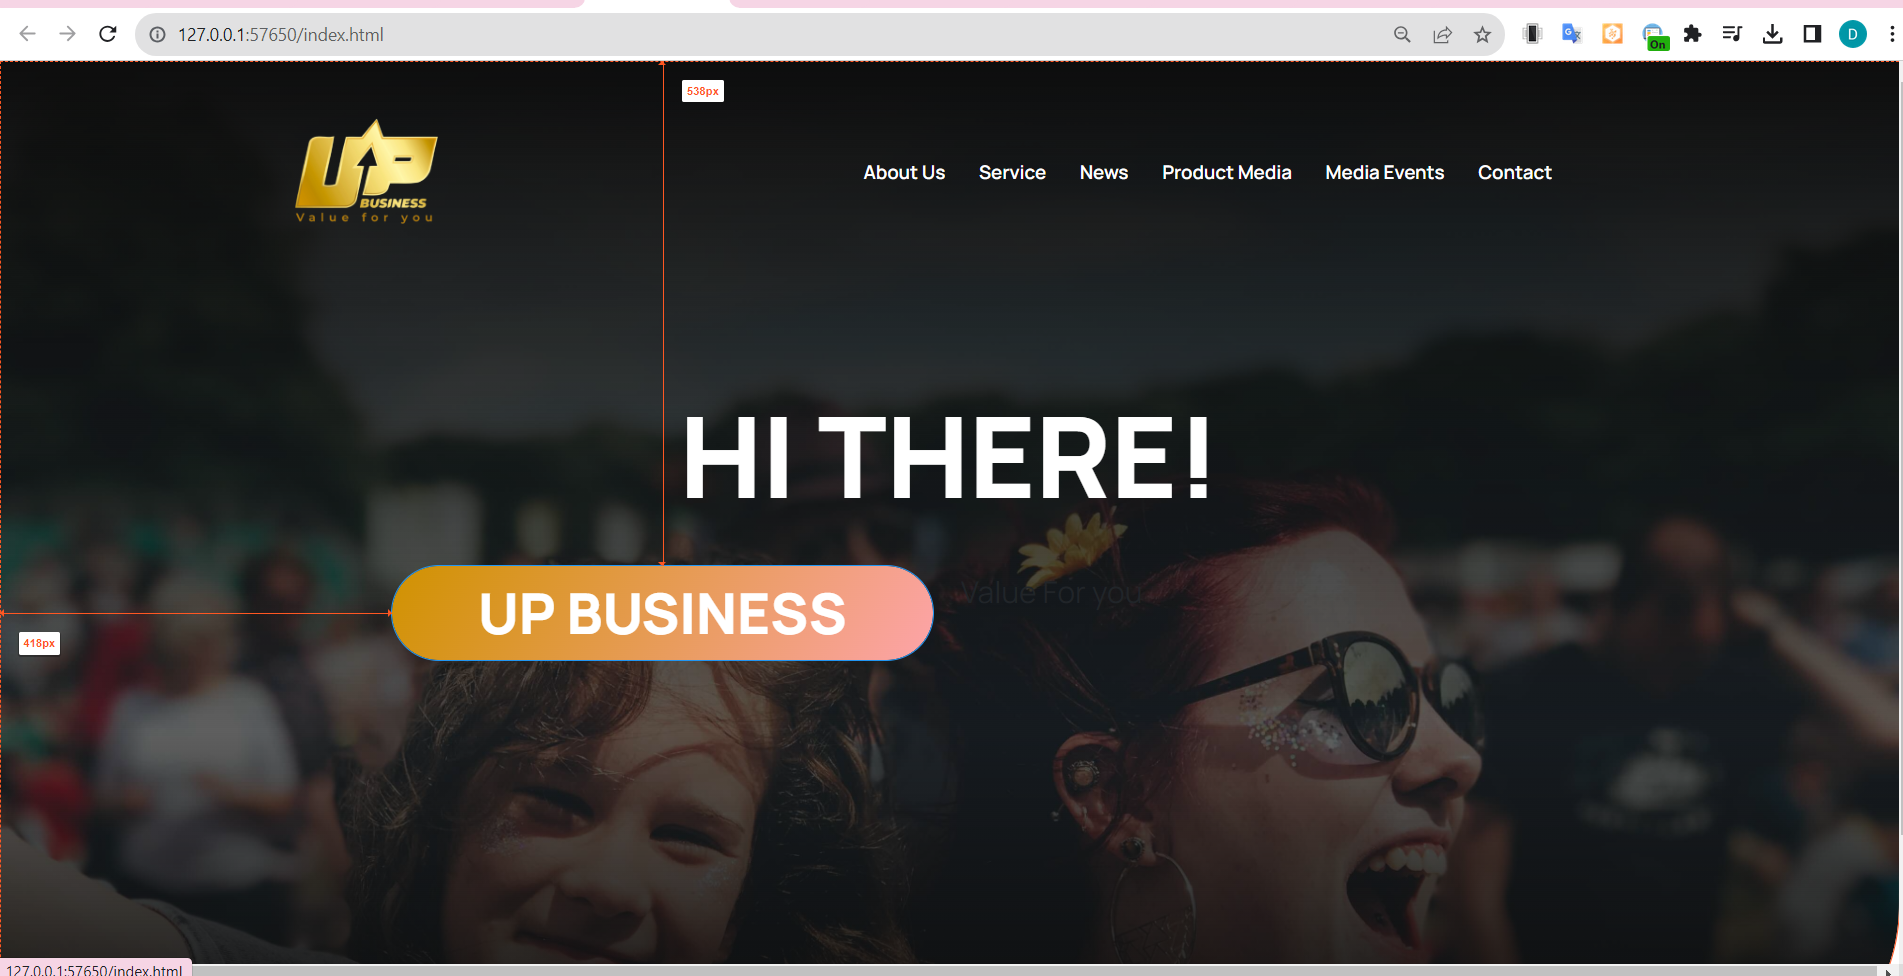 127.0.0.1:57650/index.html
On
D
538px
UP
BUSINESS
Value for you
About Us Service News Product Media Media Events Contact
HI THERE!
Value For you
UP BUSINESS
418px
127.0.0.1:57650/index.html